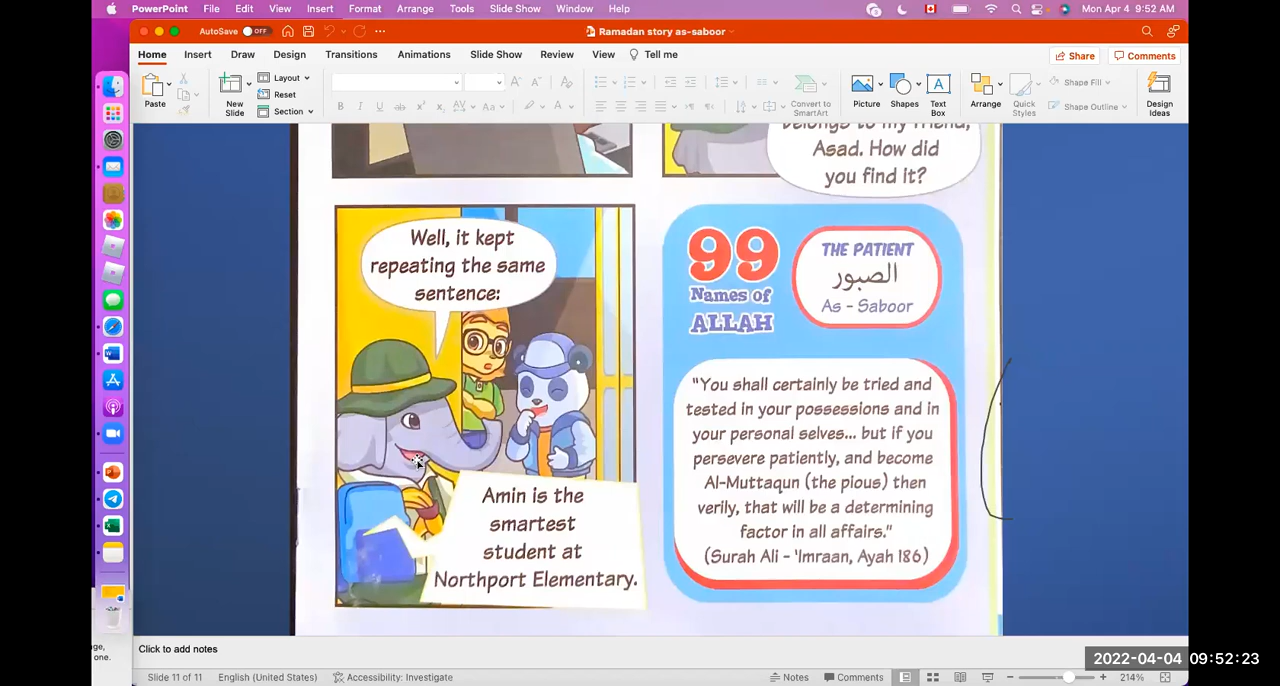 PowerPoint File Edit View Insert Format Arrange Tools Slide Show Window Help Mon Apr 4 9:52 AM
AutoSave OFF Ramadan story as-saboor
Home Insert Draw Design Transitions Animations Slide Show Review View Tell me Share Comments
Paste
New
Slide
Layout
Reset
Section
Convert to
SmartArt
Picture
Shapes
Text
Box
Arrange
Quick
Styles
Shape Fill
Shape Outline
Design
Ideas
belongs to my friend,
Asad. How did
you find it?
Well, it kept
repeating the same
sentence:
Amin is the
smartest
student at
Northport Elementary.
99
Names of
ALLAH
THE PATIENT
الصبور
As - Saboor
"You shall certainly be tried and
tested in your possessions and in
your personal selves... but if you
persevere patiently, and become
Al-Muttaqun (the pious) then
verily, that will be a determining
factor in all affairs."
(Surah Ali - 'Imraan, Ayah 186)
ge,
one.
Click to add notes
2022-04-04 09:52:23
Slide 11 of 11 English (United States) Accessibility: Investigate Notes Comments 214%